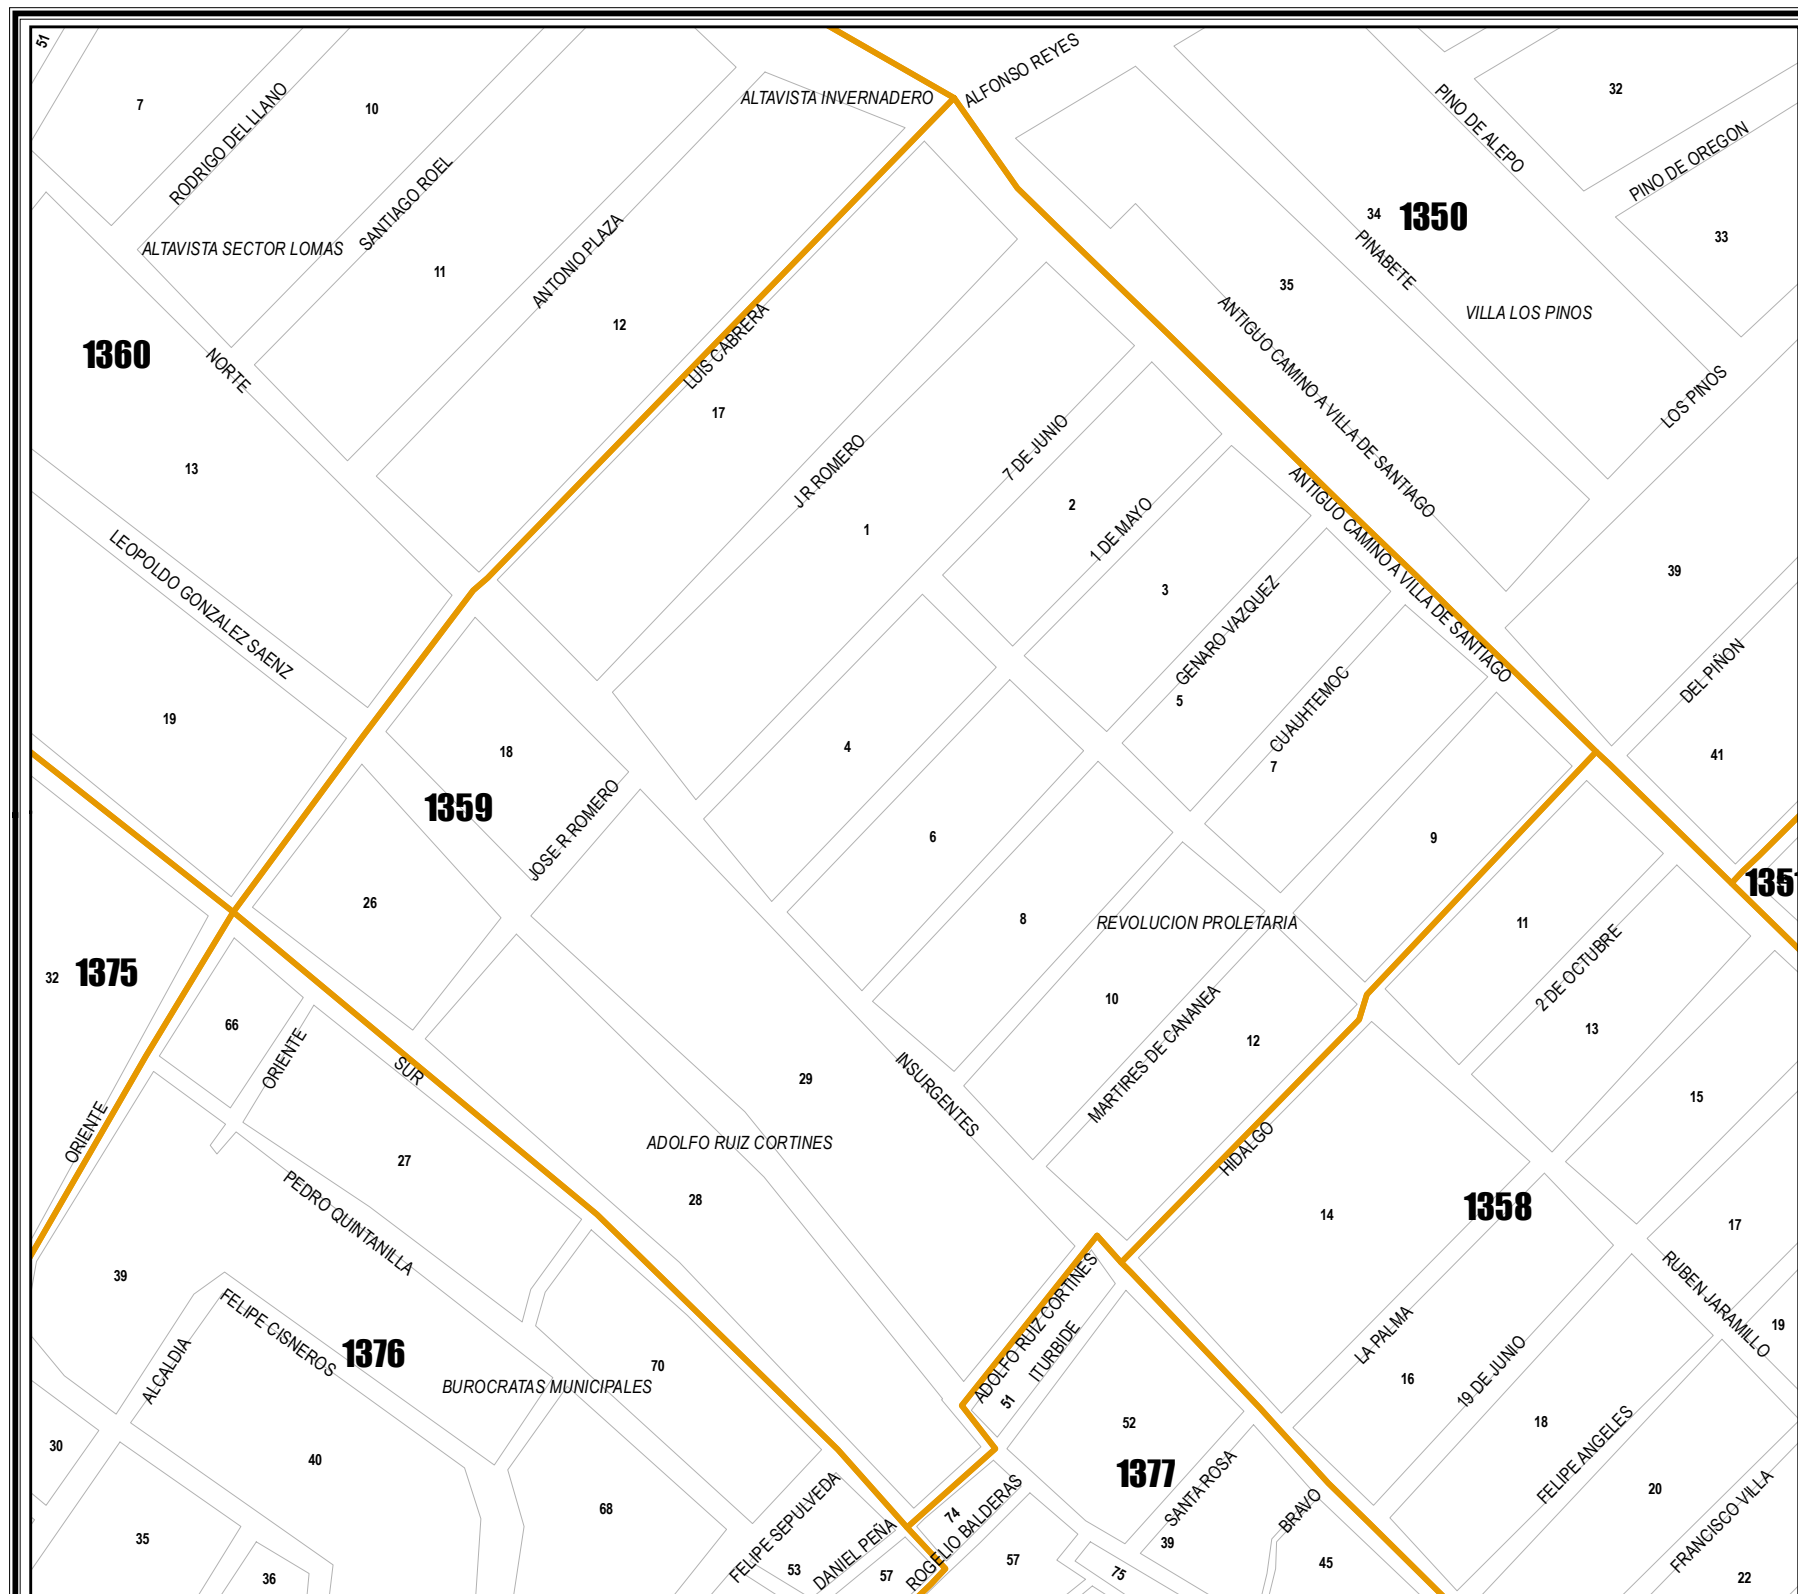 51
ALFONSO REYES
7
RODRIGO DEL LLANO
10
ALTAVISTA INVERNADERO
PINO DE ALEPO
32
PINO DE OREGON
SANTIAGO ROEL
ALTAVISTA SECTOR LOMAS
ANTONIO PLAZA
11
34
1350
33
PINABETE
35
VILLA LOS PINOS
12
1360
NORTE
LUIS CABRERA
17
ANTIGUO CAMINO A VILLA DE SANTIAGO
LOS PINOS
13
J R ROMERO
7 DE JUNIO
2
1 DE MAYO
1
ANTIGUO CAMINO A VILLA DE SANTIAGO
39
LEOPOLDO GONZALEZ SAENZ
3
GENARO VAZQUEZ
5
DEL PIÑON
19
18
4
CUAUHTEMOC
7
41
1359
JOSE R ROMERO
6
9
1351
26
8
REVOLUCION PROLETARIA
11
2 DE OCTUBRE
32
1375
10
MARTIRES DE CANANEA
12
13
66
ORIENTE
SUR
29
INSURGENTES
15
ORIENTE
27
ADOLFO RUIZ CORTINES
HIDALGO
28
14
1358
17
PEDRO QUINTANILLA
39
ADOLFO RUIZ CORTINES
RUBEN JARAMILLO
19
FELIPE CISNEROS
1376
ALCALDIA
ITURBIDE
LA PALMA
70
BUROCRATAS MUNICIPALES
51
16
19 DE JUNIO
30
40
52
18
FELIPE ANGELES
1377
SANTA ROSA
20
FRANCISCO VILLA
68
FELIPE SEPULVEDA
74
ROGELIO BALDERAS
BRAVO
35
DANIEL PEÑA
39
36
53
57
57
75
45
22